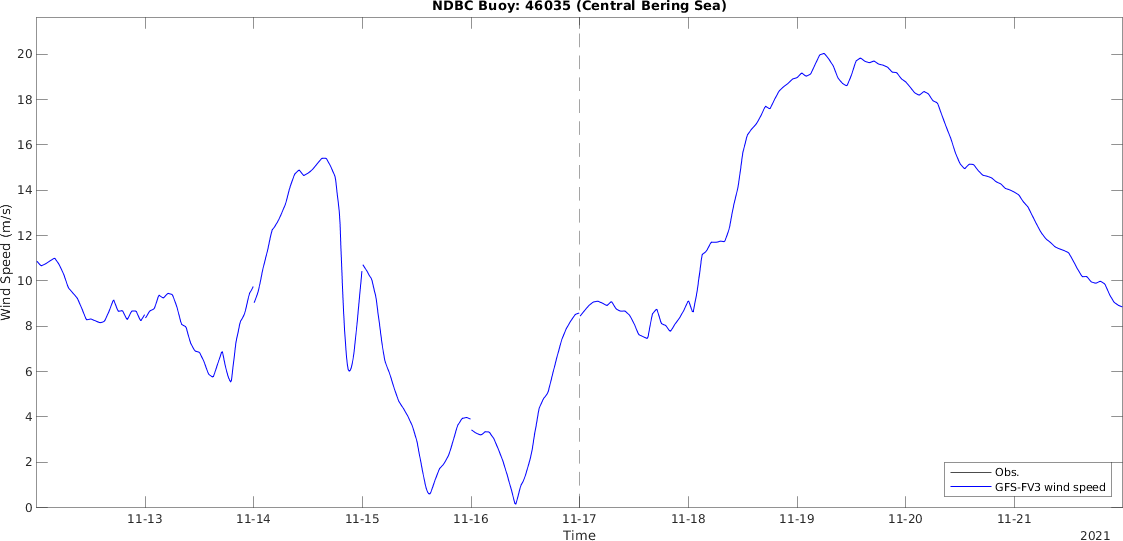 NDBC Buoy: 46035 (Central Bering Sea)
20
18
16
14
12
10
8
6
4
2
0
Wind Speed (m/s)
Obs.
GFS-FV3 wind speed
11-13 11-14 11-15 11-16 11-17 11-18 11-19 11-20 11-21
Time
2021